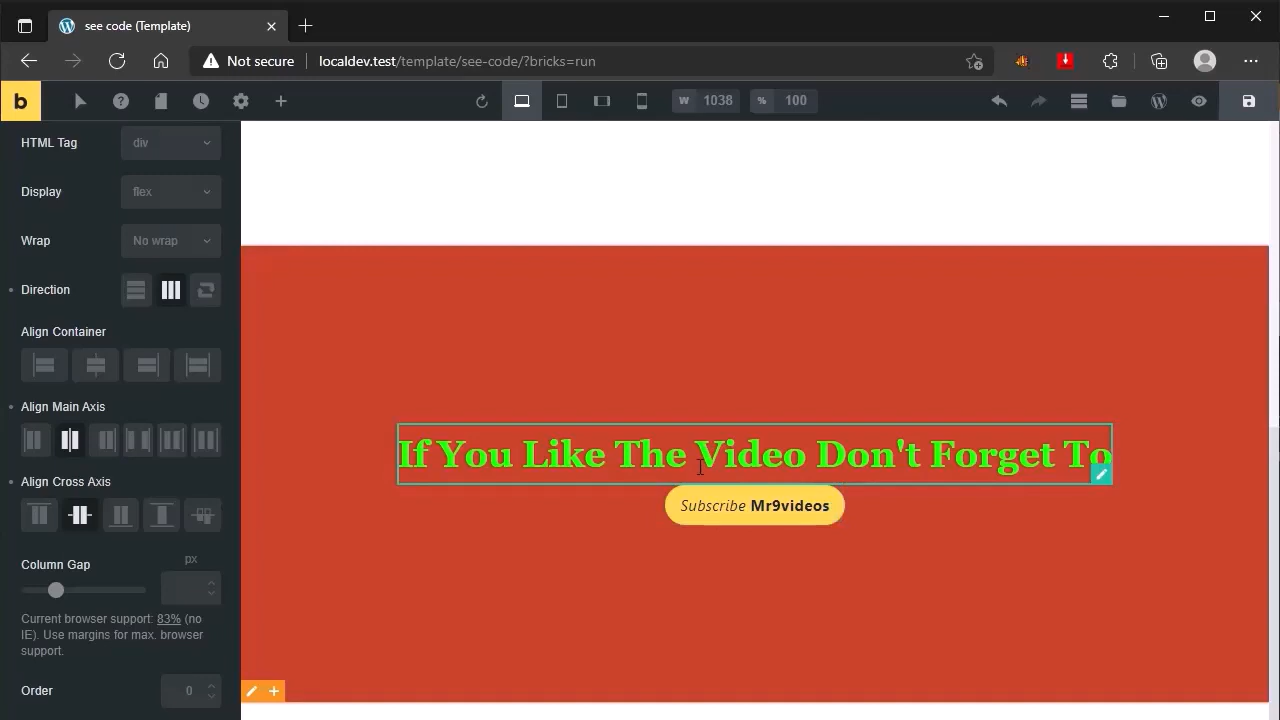 see code (Template)
Not secure localdev.test/template/see-code/?bricks=run
b
W 1038 % 100
HTML Tag div
Display flex
Wrap No wrap
Direction
Align Container
Align Main Axis
Align Cross Axis
Column Gap px
Current browser support: 83% (no
IE). Use margins for max. browser
support.
Order 0
If You Like The Video Don't Forget To
Subscribe Mr9videos